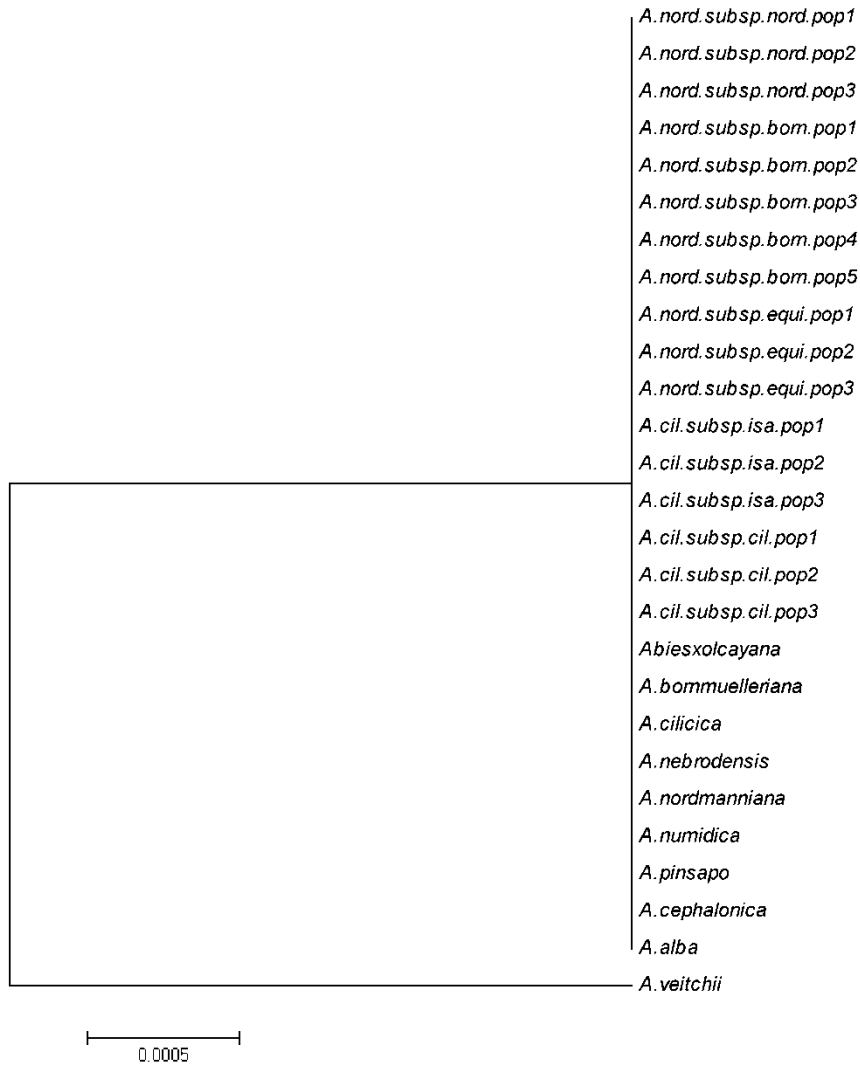 A.nord.subsp.nord.pop1
A.nord.subsp.nord.pop2
A.nord.subsp.nord.pop3
A.nord.subsp.born.pop1
A.nord.subsp.born.pop2
A.nord.subsp.born.pop3
A.nord.subsp.born.pop4
A.nord.subsp.born.pop5
A.nord.subsp.equi.pop1
A.nord.subsp.equi.pop2
A.nord.subsp.equi.pop3
A.cil.subsp.isa.pop1
A.cil.subsp.isa.pop2
A.cil.subsp.isa.pop3
A.cil.subsp.cil.pop1
A.cil.subsp.cil.pop2
A.cil.subsp.cil.pop3
Abiesxolcayana
A.bornmuelleriana
A.cilicica
A.nebrodensis
A.nordmanniana
A.numidica
A.pinsapo
A.cephalonica
A.alba
A.veitchii
0.0005